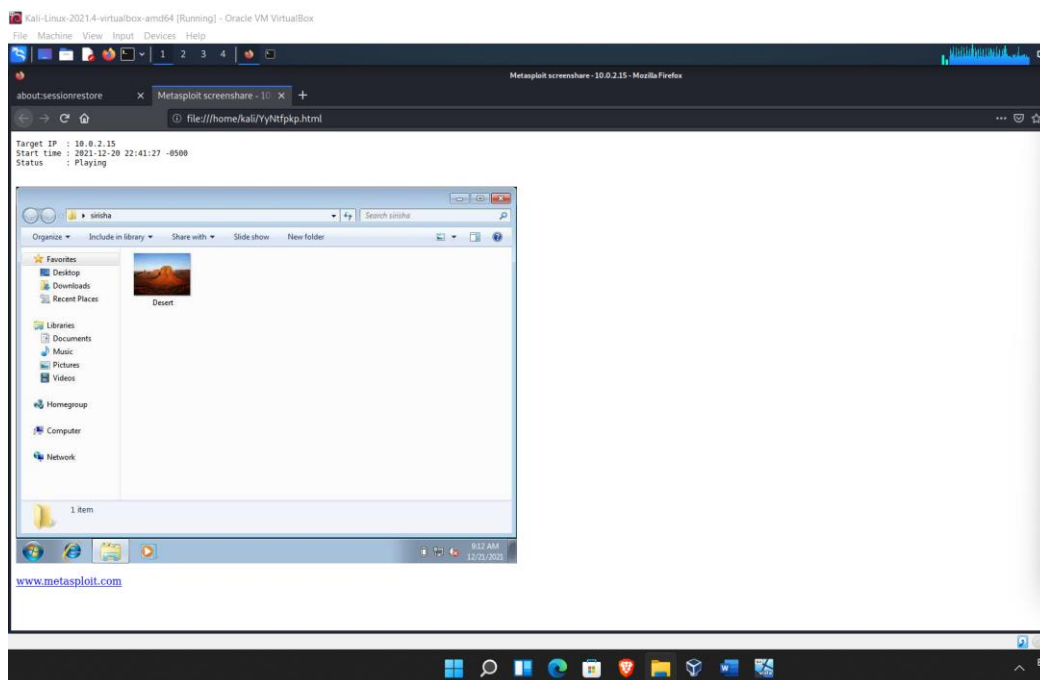 Kali-Linux-2021.4-virtualbox-amd64 [Running] - Oracle VM VirtualBox
File Machine View Input Devices Help
1 2 3 4
Metasploit screenshare - 10.0.2.15 - Mozilla Firefox
about:sessionrestore
Metasploit screenshare - 10
file:///home/kali/YyNtfpkp.html
Target IP : 10.0.2.15
Start time : 2021-12-20 22:41:27 -0500
Status : Playing
sirisha
Search sirisha
Organize Include in library Share with Slide show New folder
Favorites
Desktop
Downloads
Recent Places
Desert
Libraries
Documents
Music
Pictures
Videos
Homegroup
Computer
Network
1 item
9:12 AM
12/21/2021
www.metasploit.com